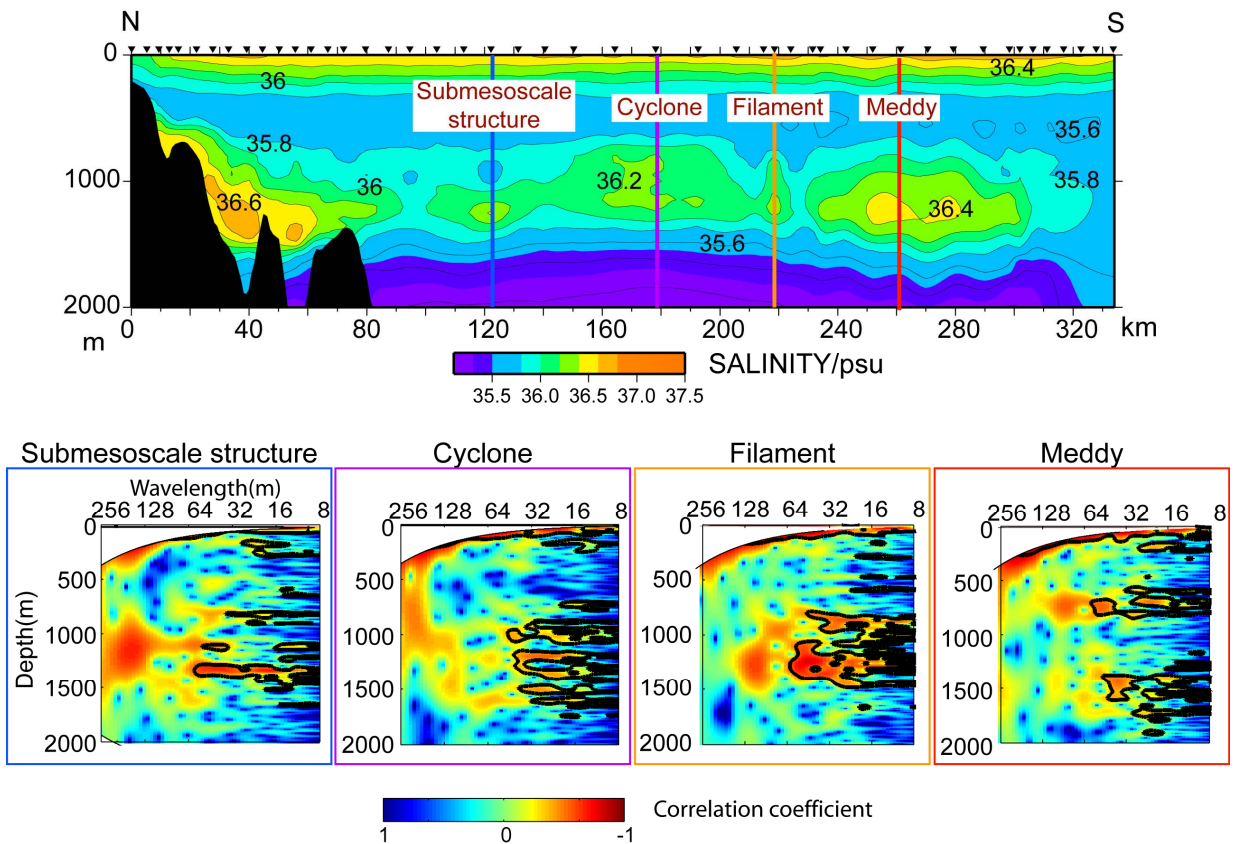 N S
0 36 36.4
Submesoscale structure Cyclone Filament Meddy
35.8 35.6
1000 36 36.2 35.8
36.6 36.4
35.6
2000
m 0 40 80 120 160 200 240 280 320 km
SALINITY/psu
35.5 36.0 36.5 37.0 37.5
Submesoscale structure Cyclone Filament Meddy
Wavelength(m)
256 128 64 32 16 8 256 128 64 32 16 8 256 128 64 32 16 8 256 128 64 32 16 8
Depth(m)
0 0 0 0
500 500 500 500
1000 1000 1000 1000
1500 1500 1500 1500
2000 2000 2000 2000
Correlation coefficient
1 0 -1